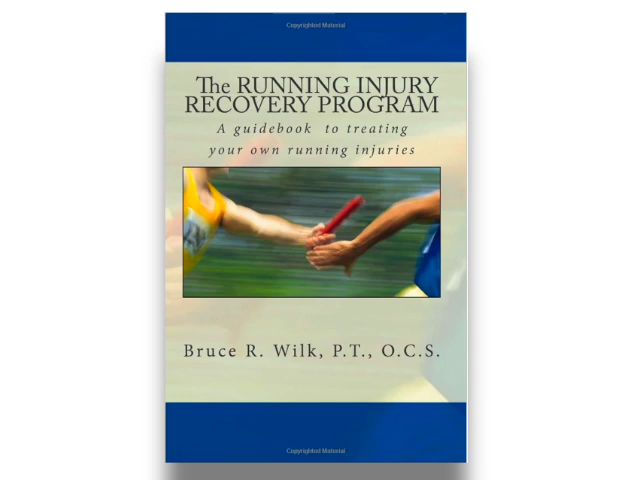 Copyrighted Material
The RUNNING INJURY
RECOVERY PROGRAM
A guidebook to treating
your own running injuries
Bruce R. Wilk, P.T., O.C.S.
Copyrighted Material